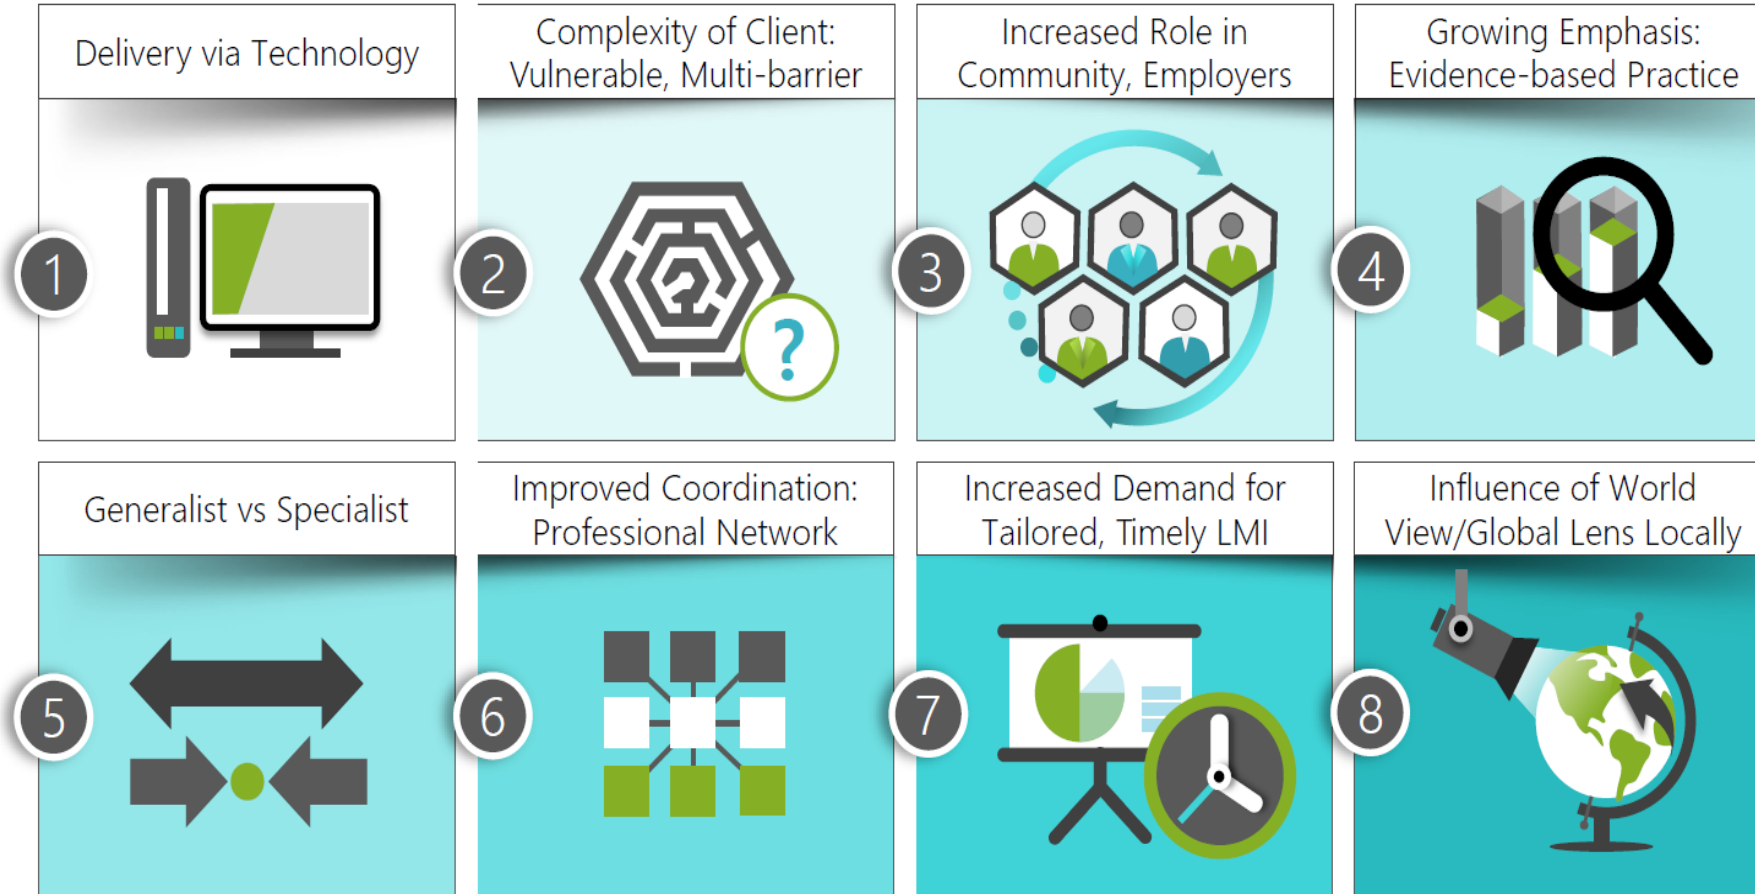 Delivery via Technology
1
Complexity of Client:
Vulnerable, Multi-barrier
2
?
Increased Role in
Community, Employers
3
Growing Emphasis:
Evidence-based Practice
4
Generalist vs Specialist
5
Improved Coordination:
Professional Network
6
Increased Demand for
Tailored, Timely LMI
7
Influence of World
View/Global Lens Locally
8